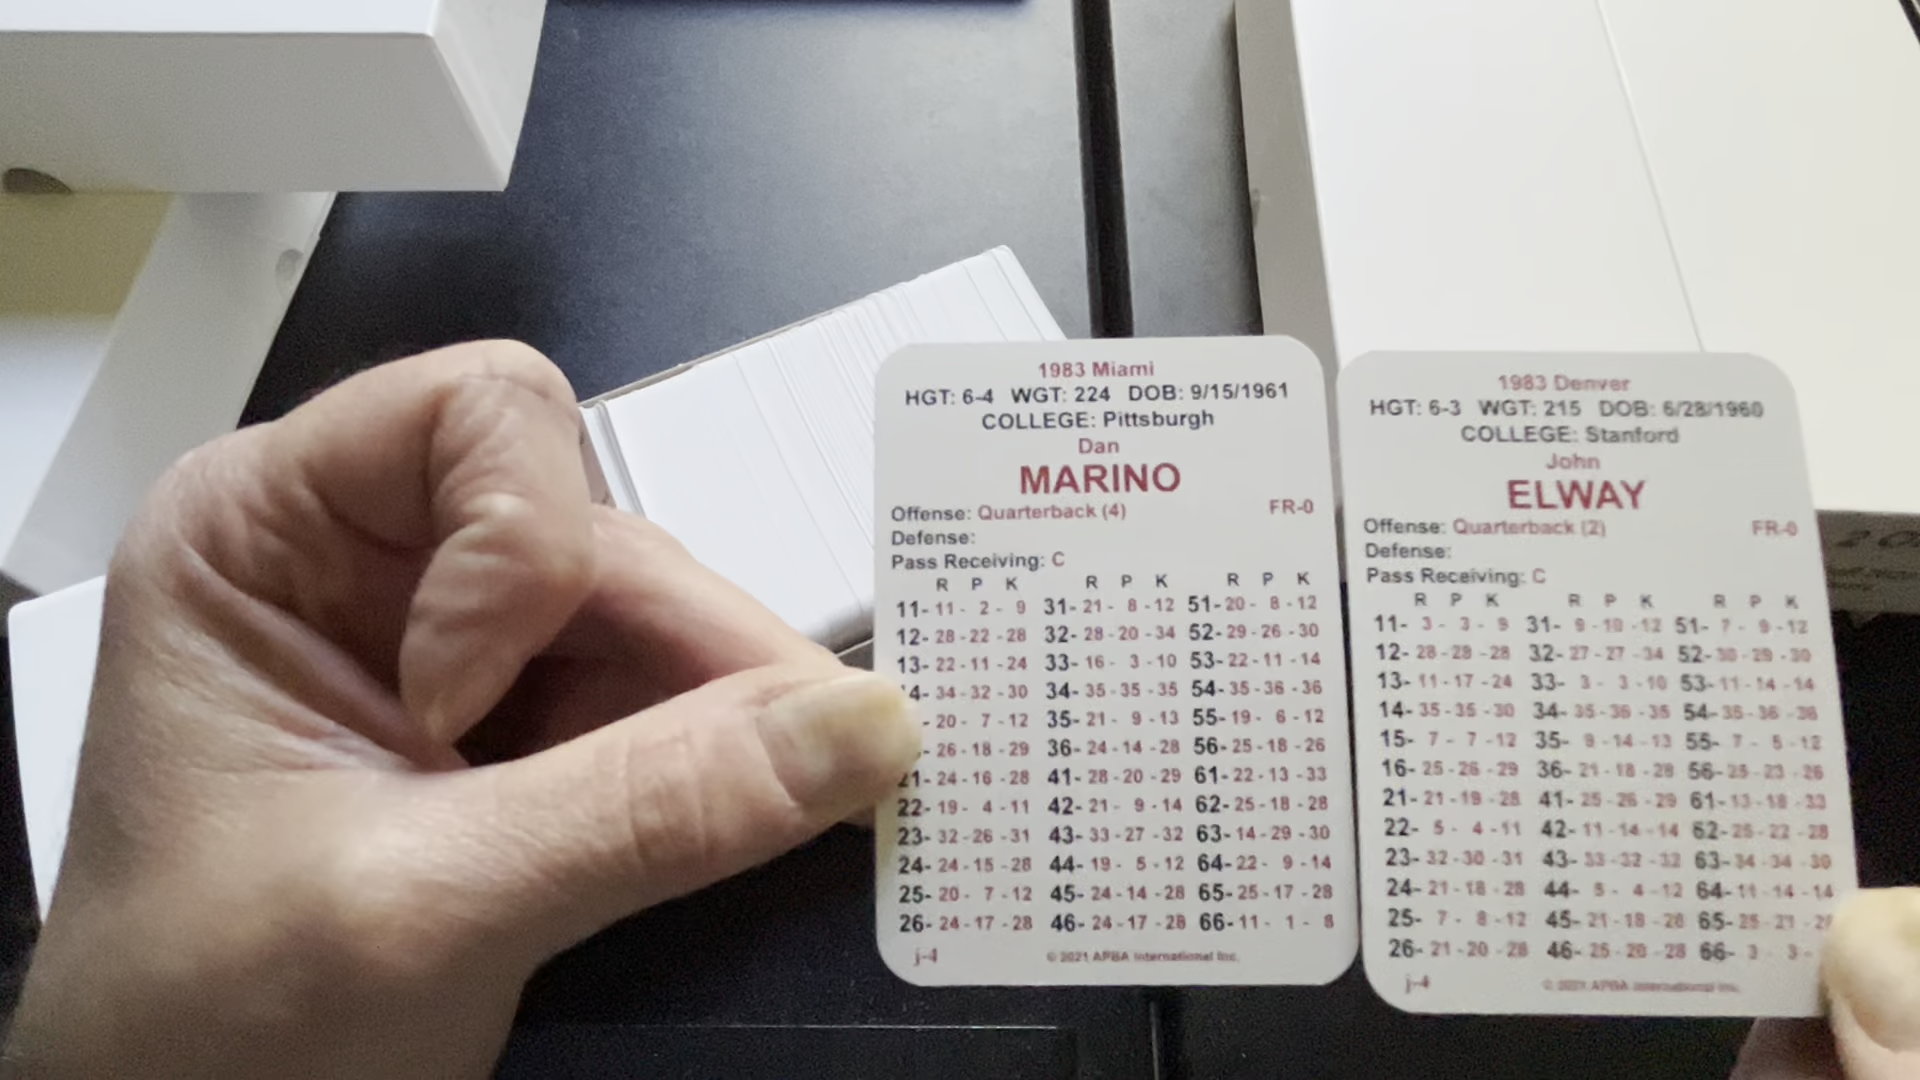 1983 Miami
HGT: 6-4 WGT: 224 DOB: 9/15/1961
COLLEGE: Pittsburgh
Dan
MARINO
Offense: Quarterback (4) FR-0
Defense:
Pass Receiving: C
R P K R P K R P K
11- 11 - 2 - 9 31- 21 - 8 - 12 51- 20 - 8 - 12
12- 28 - 22 - 28 32- 28 - 20 - 34 52- 29 - 26 - 30
13- 22 - 11 - 24 33- 16 - 3 - 10 53- 22 - 11 - 14
4- 34 - 32 - 30 34- 35 - 35 - 35 54- 35 - 36 - 36
- 20 - 7 - 12 35- 21 - 9 - 13 55- 19 - 6 - 12
- 26 - 18 - 29 36- 24 - 14 - 28 56- 25 - 18 - 26
21- 24 - 16 - 28 41- 28 - 20 - 29 61- 22 - 13 - 33
22- 19 - 4 - 11 42- 21 - 9 - 14 62- 25 - 18 - 28
23- 32 - 26 - 31 43- 33 - 27 - 32 63- 14 - 29 - 30
24- 24 - 15 - 28 44- 19 - 5 - 12 64- 22 - 9 - 14
25- 20 - 7 - 12 45- 24 - 14 - 28 65- 25 - 17 - 28
26- 24 - 17 - 28 46- 24 - 17 - 28 66- 11 - 1 - 8
j-4 © 2021 APBA International Inc.
1983 Denver
HGT: 6-3 WGT: 215 DOB: 6/28/1960
COLLEGE: Stanford
John
ELWAY
Offense: Quarterback (2) FR-0
Defense:
Pass Receiving: C
R P K R P K R P K
11- 3 - 3 - 9 31- 9 - 10 - 12 51- 7 - 9 - 12
12- 28 - 28 - 28 32- 27 - 27 - 34 52- 30 - 29 - 30
13- 11 - 17 - 24 33- 3 - 3 - 10 53- 11 - 14 - 14
14- 35 - 35 - 30 34- 35 - 36 - 35 54- 35 - 36 - 36
15- 7 - 7 - 12 35- 9 - 14 - 13 55- 7 - 5 - 12
16- 25 - 26 - 29 36- 21 - 18 - 28 56- 25 - 23 - 26
21- 21 - 19 - 28 41- 25 - 26 - 29 61- 13 - 18 - 33
22- 5 - 4 - 11 42- 11 - 14 - 14 62- 25 - 22 - 28
23- 32 - 30 - 31 43- 33 - 32 - 32 63- 34 - 34 - 30
24- 21 - 18 - 28 44- 5 - 4 - 12 64- 11 - 14 - 14
25- 7 - 8 - 12 45- 21 - 18 - 28 65- 25 - 21 -
26- 21 - 20 - 28 46- 25 - 20 - 28 66- 3 - 3 -
j-4 © 2021 APBA International Inc.